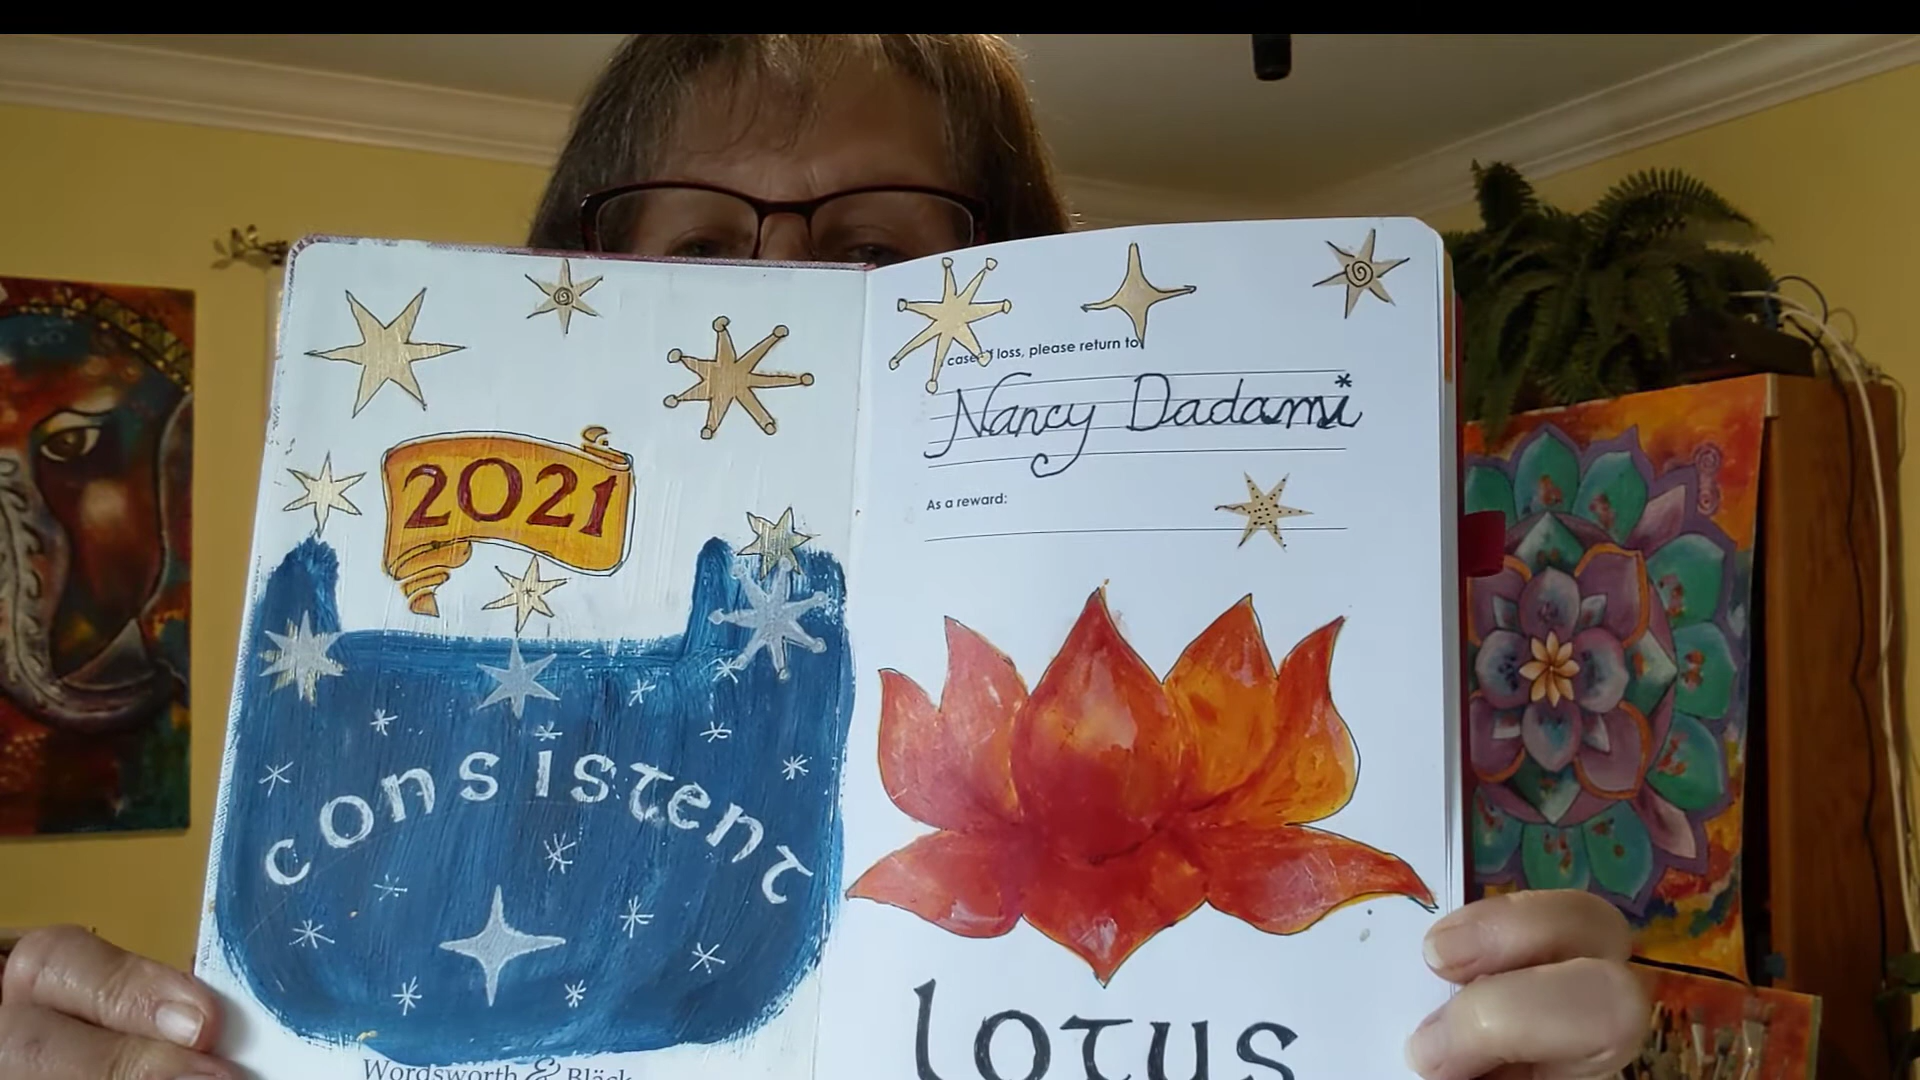 2021
consistent
Wordsworth & Bläck
case of loss, please return to
Nancy Dadami
As a reward:
lotus